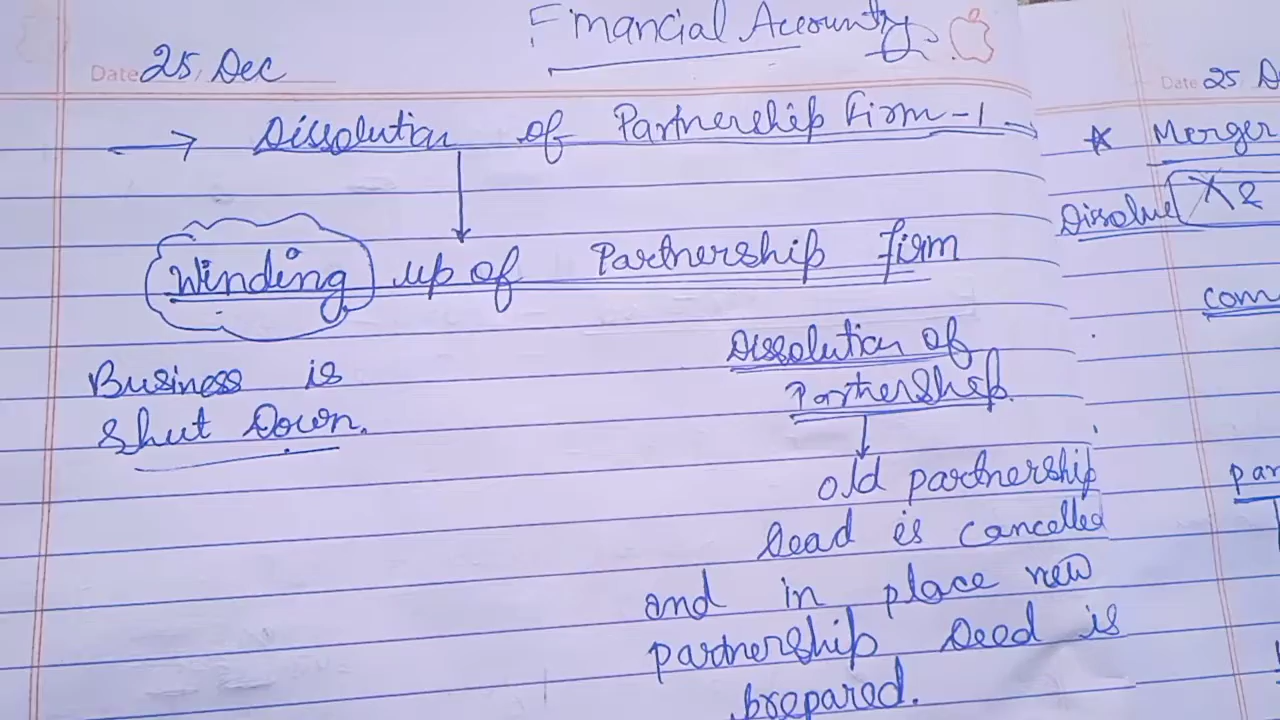 Financial Accounty
Date 25, Dec
→ Dissolution of Partnership Firm-1
Winding up of Partnership firm
Business is
Shut Down.
Dissolution of
Partnership.
old partnership
Dead is cancelled
and in place new
partnership Deed is
prepared.
Date 25 D
* Merger
Dissolve X &
com
par